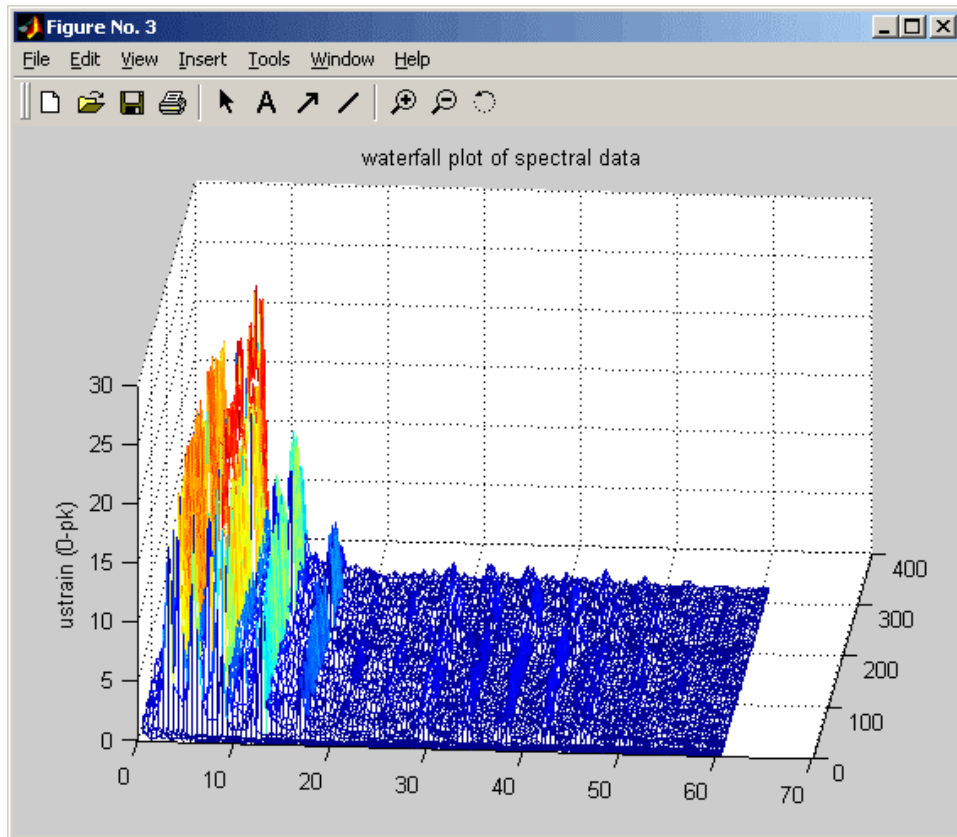 Figure No. 3
File Edit View Insert Tools Window Help
A
waterfall plot of spectral data
30
25
20
15
10
5
0
ustrain (0-pk)
0 10 20 30 40 50 60 70
400
300
200
100
0